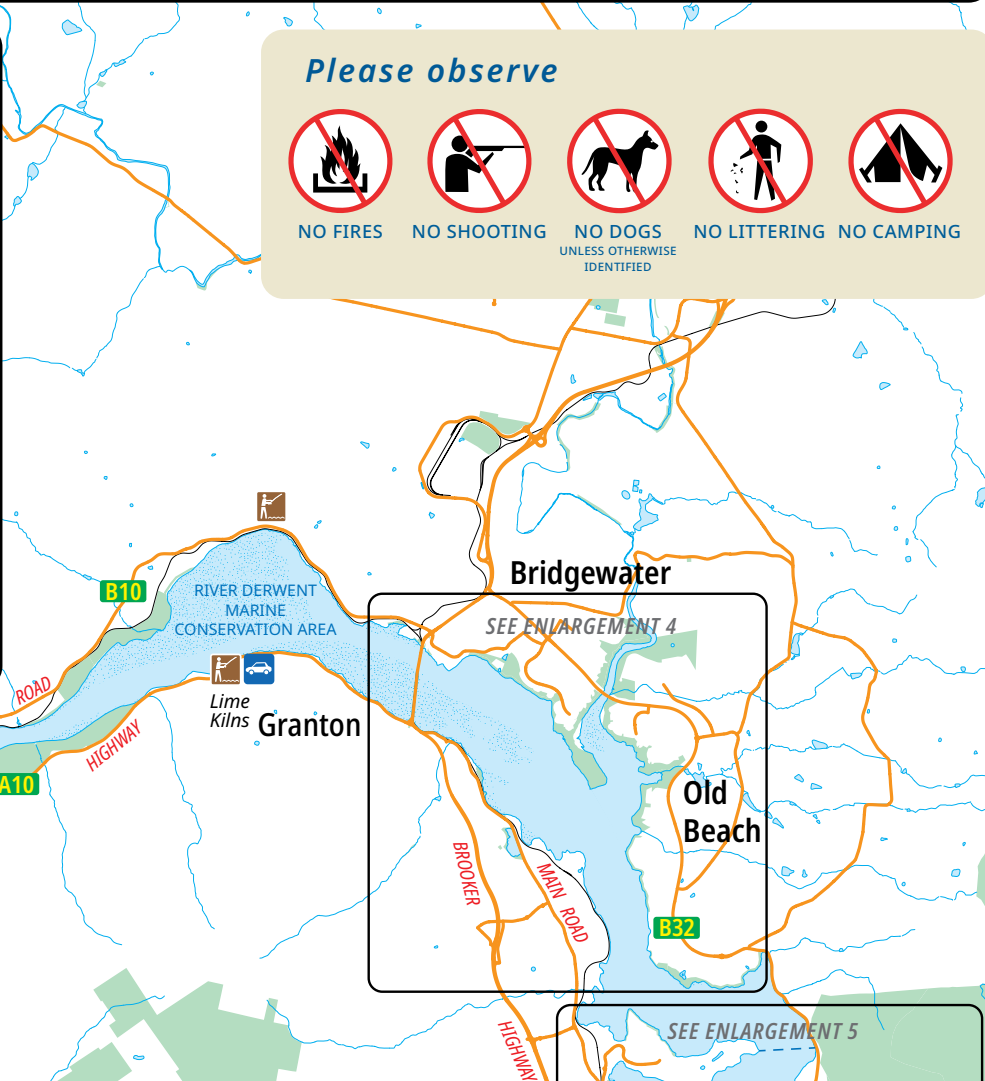 Please observe
NO FIRES
NO SHOOTING
NO DOGS
UNLESS OTHERWISE
IDENTIFIED
NO LITTERING
NO CAMPING
Bridgewater
SEE ENLARGEMENT 4
B10
RIVER DERWENT
MARINE
CONSERVATION AREA
ROAD
Lime
Kilns
Granton
HIGHWAY
A10
Old
Beach
BROOKER
MAIN ROAD
B32
HIGHWAY
SEE ENLARGEMENT 5